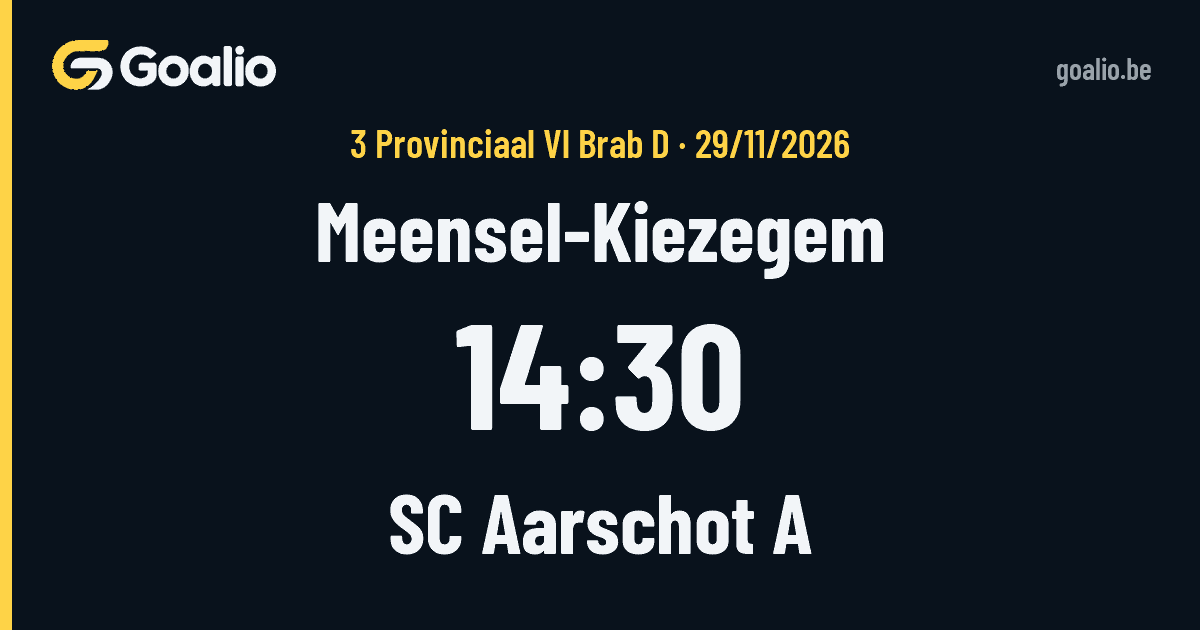 Goalio
goalio.be
3 Provinciaal Vl Brab D · 29/11/2026
Meensel-Kiezegem
14:30
SC Aarschot A